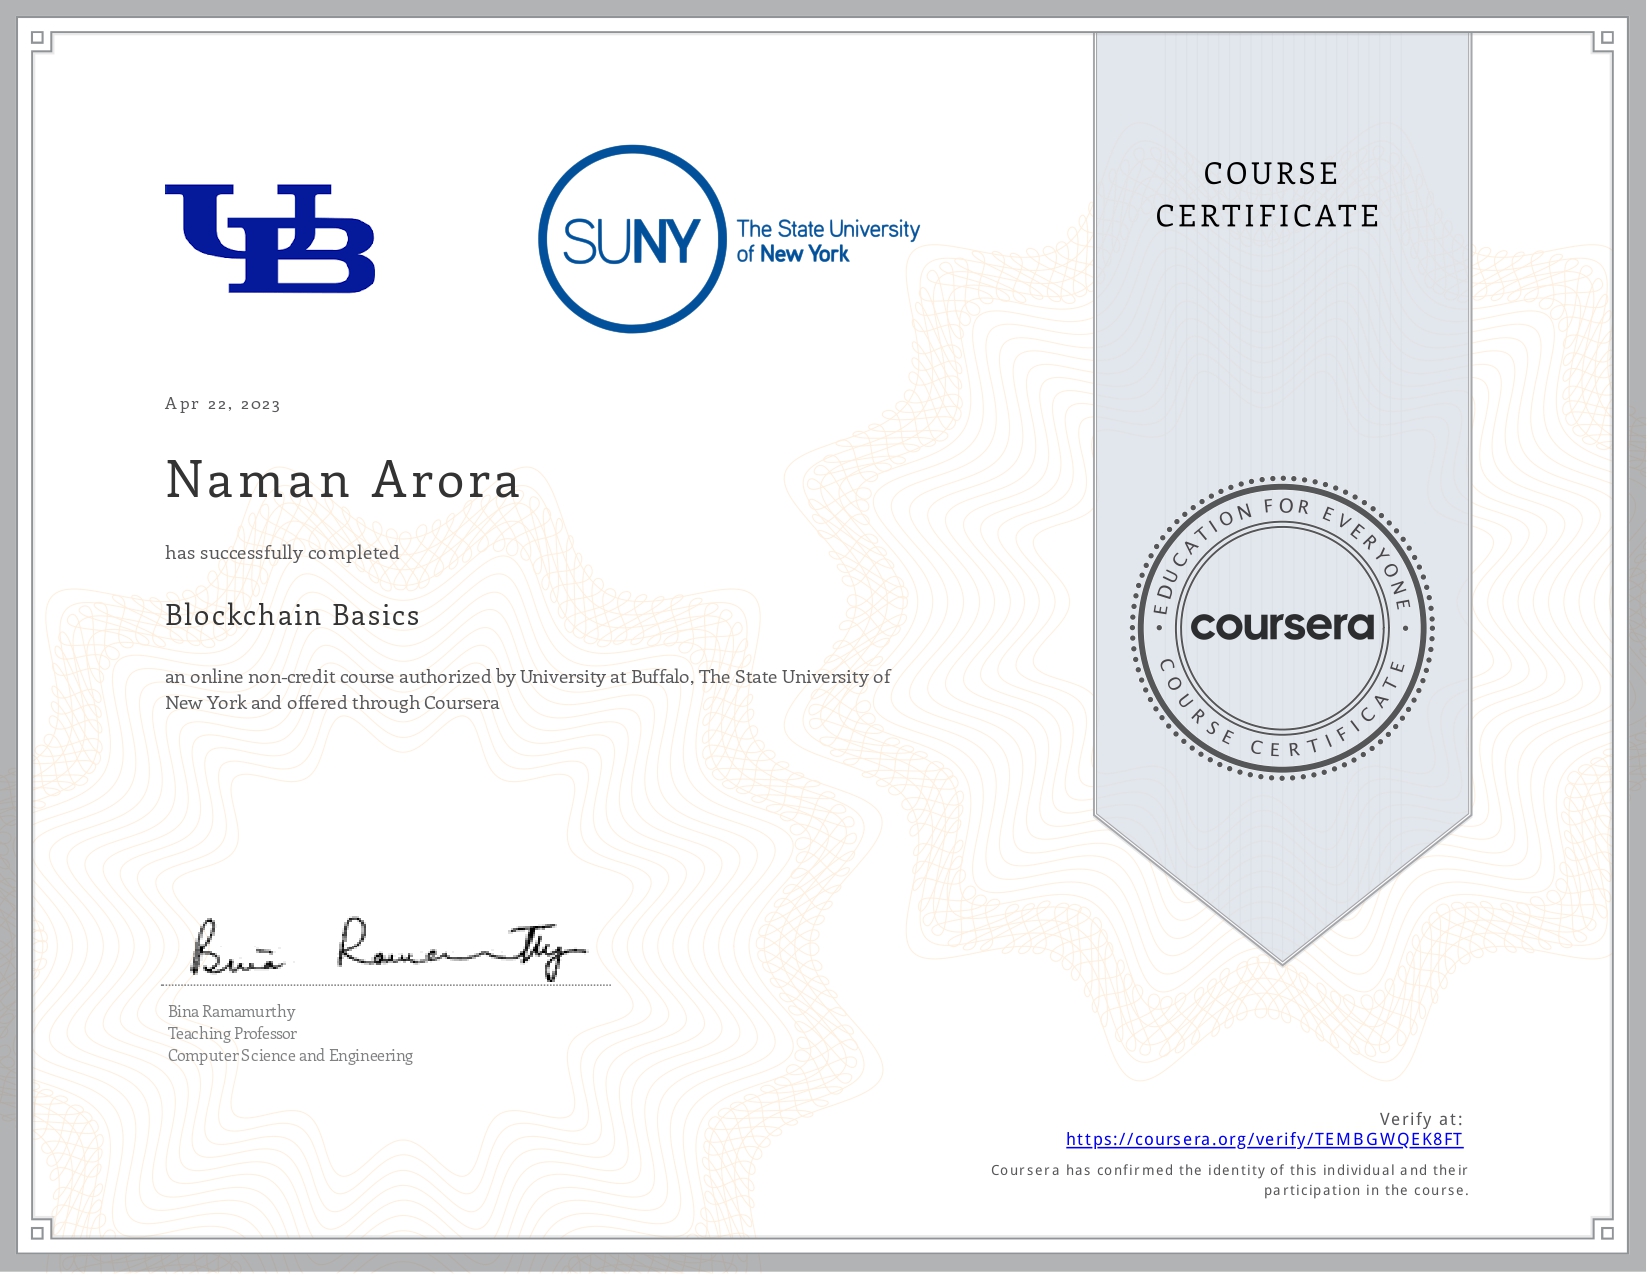 UB
SUNY
The State University
of New York
COURSE
CERTIFICATE
Apr 22, 2023
Naman Arora
has successfully completed
Blockchain Basics
an online non-credit course authorized by University at Buffalo, The State University of
New York and offered through Coursera
EDUCATION FOR EVERYONE
coursera
COURSE CERTIFICATE
Bina Ramamurthy
Bina Ramamurthy
Teaching Professor
Computer Science and Engineering
Verify at:
https://coursera.org/verify/TEMBGWQEK8FT
Coursera has confirmed the identity of this individual and their
participation in the course.